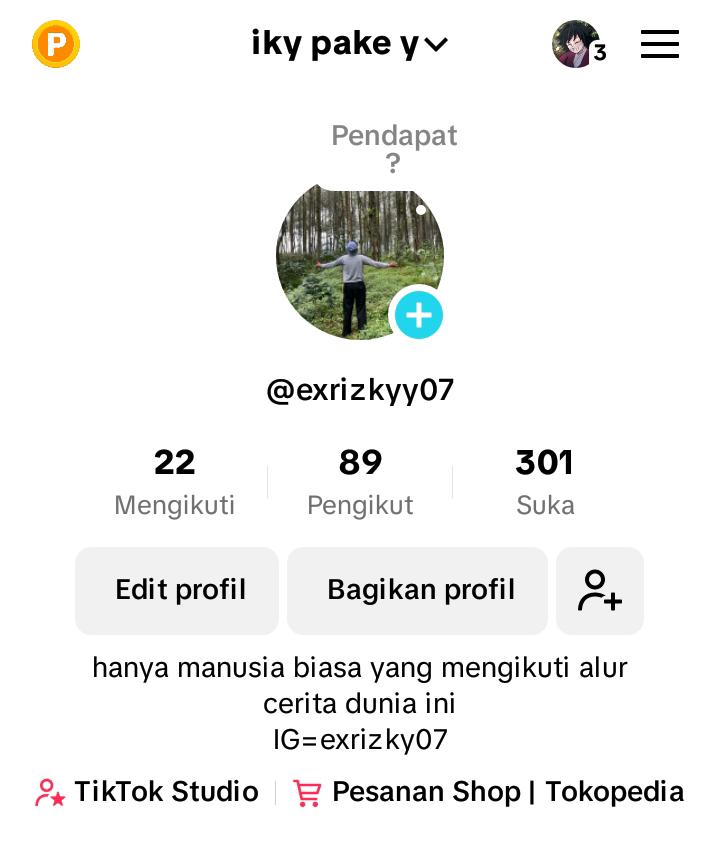 P
iky pake y
3
Pendapat
?
@exrizkyy07
22
89
301
Mengikuti
Pengikut
Suka
Edit profil
Bagikan profil
hanya manusia biasa yang mengikuti alur
cerita dunia ini
IG=exrizky07
TikTok Studio
Pesanan Shop | Tokopedia